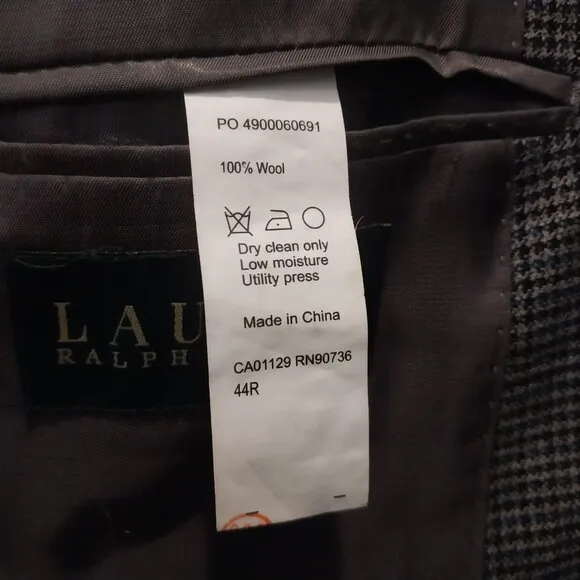 PO 4900060691
100% Wool
Dry clean only
Low moisture
Utility press
Made in China
CA01129 RN90736
44R
LAU
RALPH